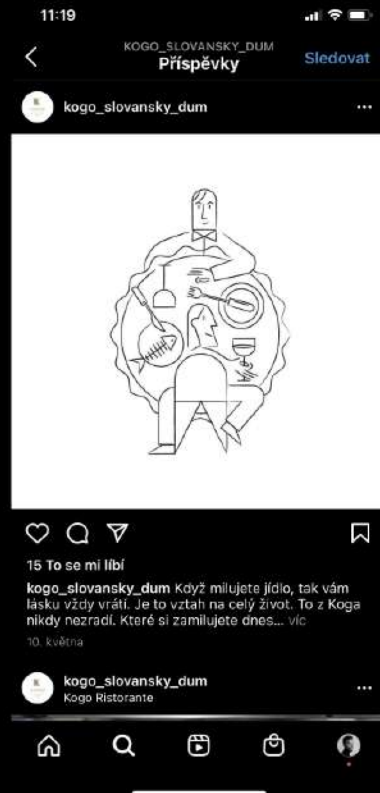 11:19
KOGO_SLOVANSKY_DUM
Příspěvky
Sledovat
kogo_slovansky_dum
15 To se mi líbí
kogo_slovansky_dum Když milujete jídlo, tak vám
lásku vždy vrátí. Je to vztah na celý život. To z Koga
nikdy nezradí. Které si zamilujete dnes... víc
10. května
kogo_slovansky_dum
Kogo Ristorante